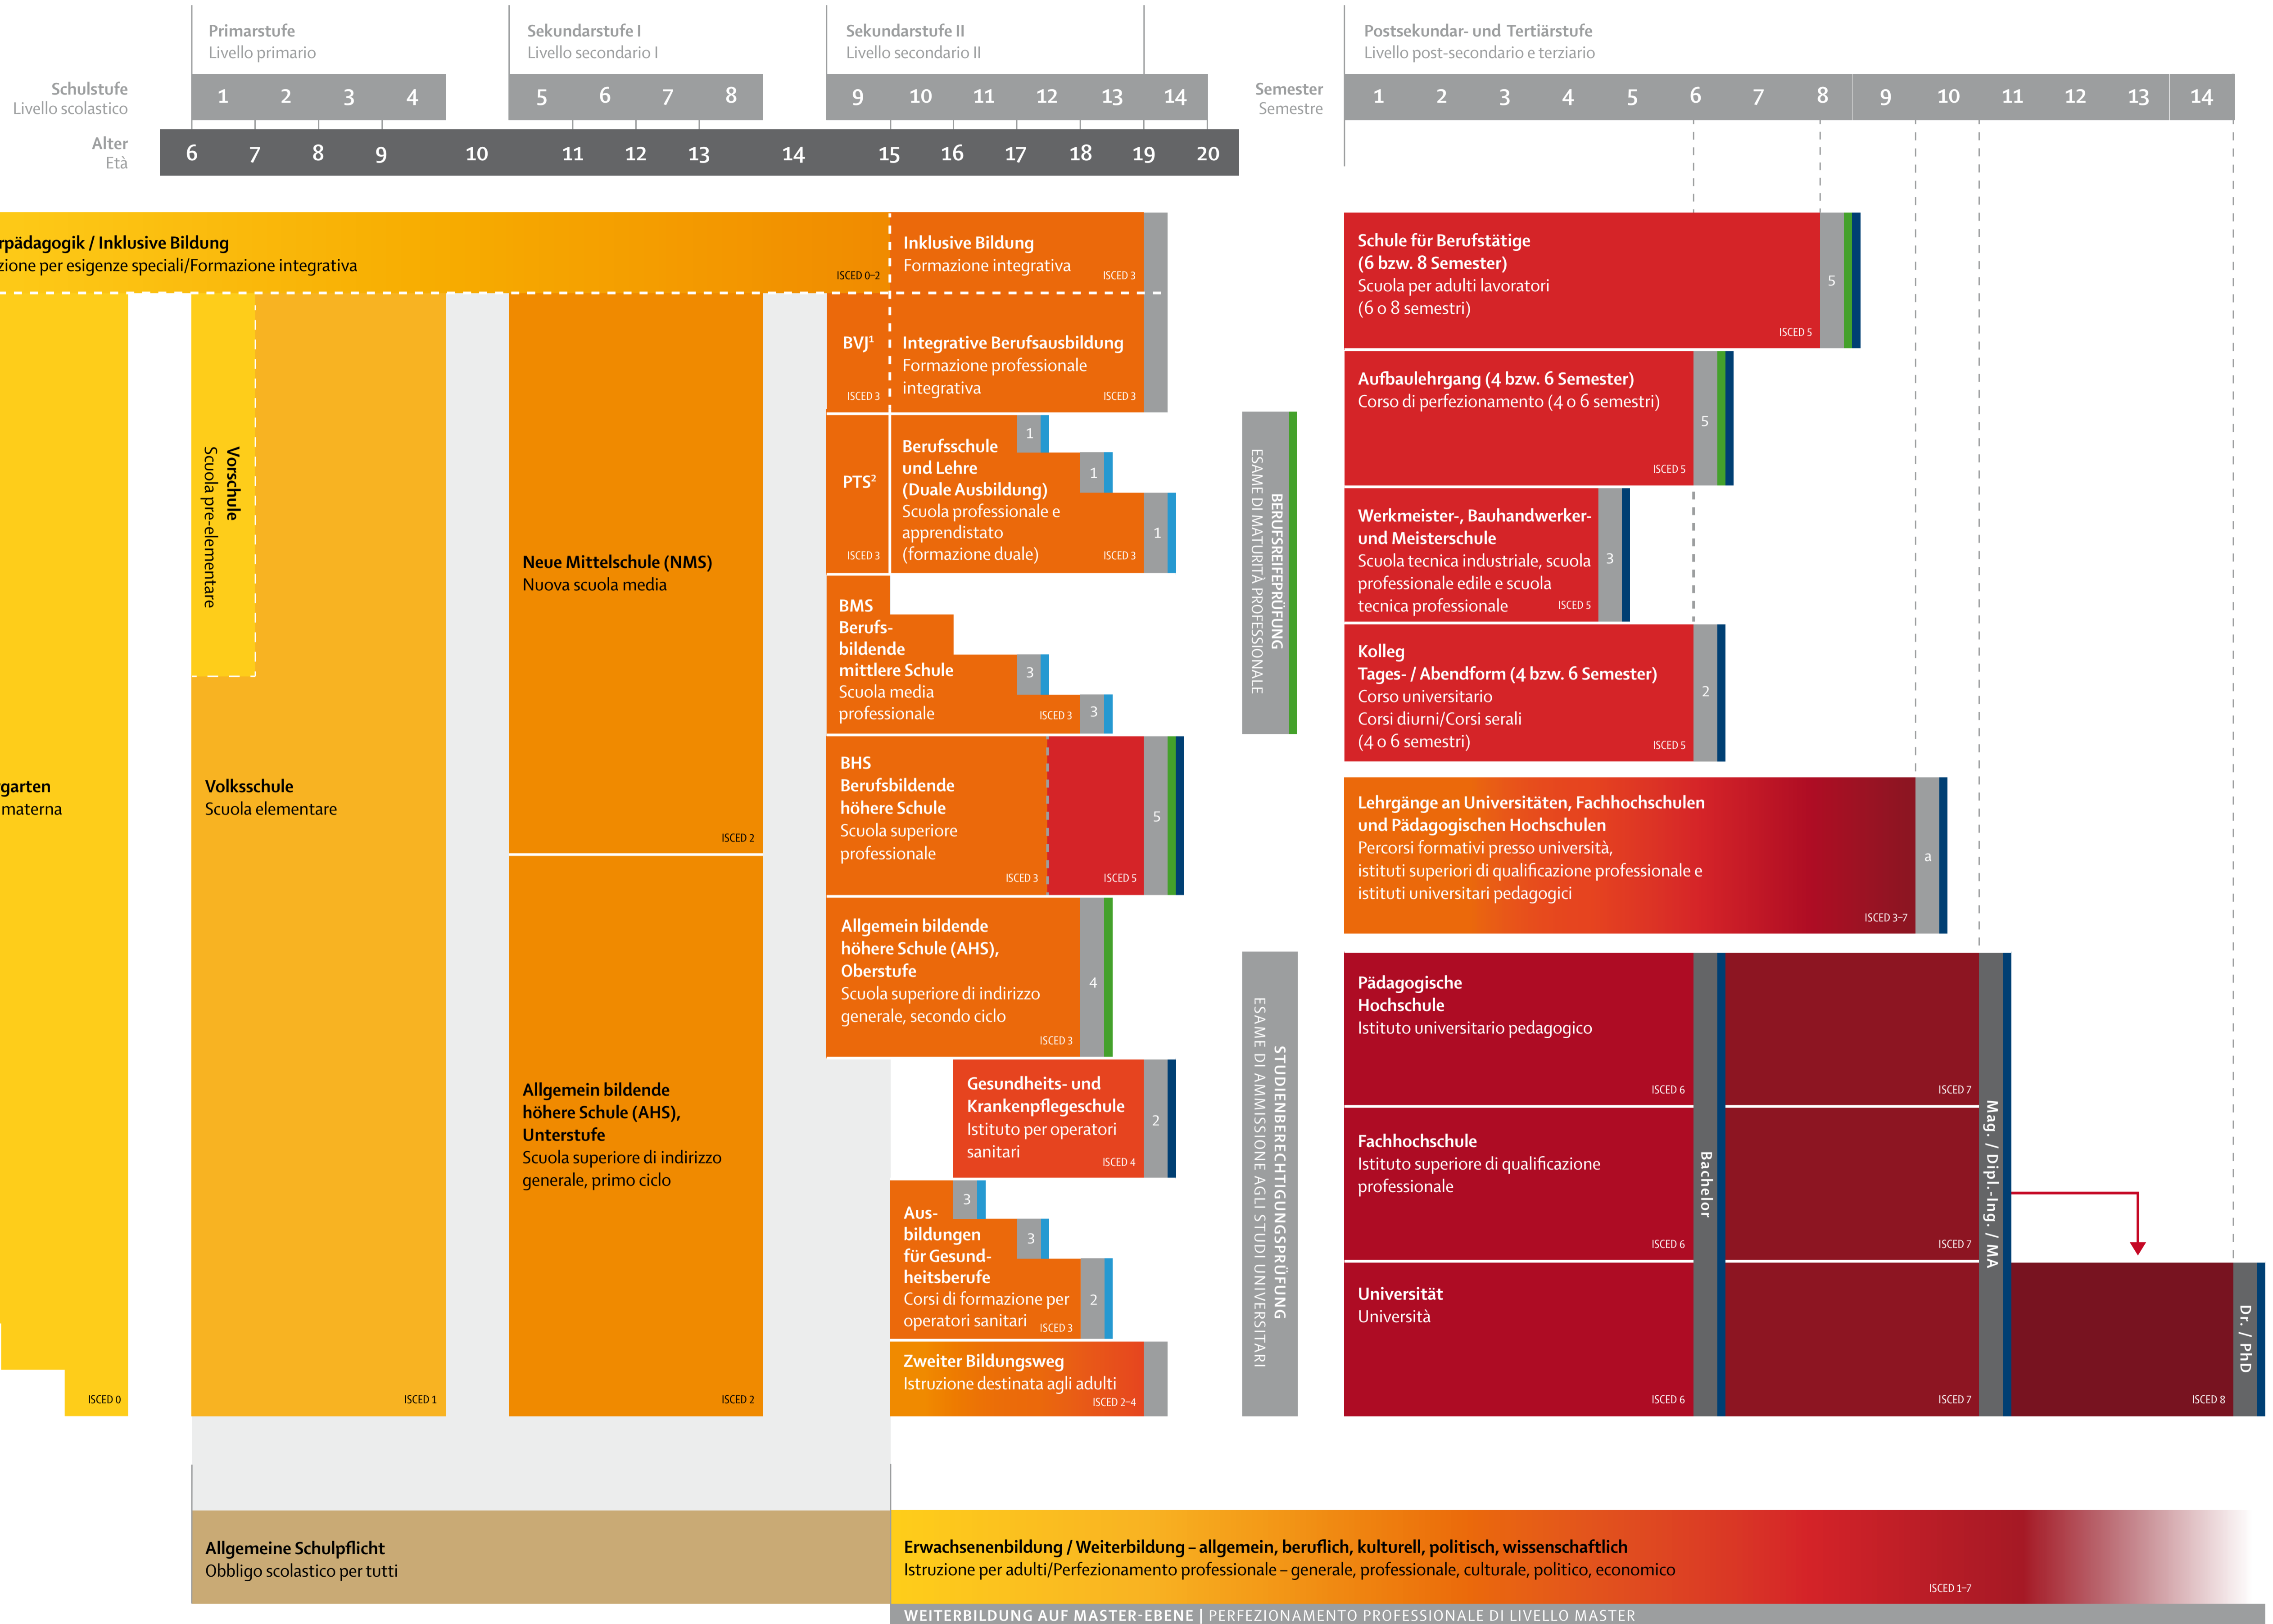 Primarstufe
Livello primario
Sekundarstufe I
Livello secondario I
Sekundarstufe II
Livello secondario II
Postsekundar- und Tertiärstufe
Livello post-secondario e terziario
Schulstufe
Livello scolastico
1 2 3 4 5 6 7 8 9 10 11 12 13 14
Semester
Semestre
1 2 3 4 5 6 7 8 9 10 11 12 13 14
Alter
Età
6 7 8 9 10 11 12 13 14 15 16 17 18 19 20
rpädagogik / Inklusive Bildung
zione per esigenze speciali/Formazione integrativa
ISCED 0–2
Inklusive Bildung
Formazione integrativa
ISCED 3
garten
materna
ISCED 0
Vorschule
Scuola pre-elementare
Volksschule
Scuola elementare
ISCED 1
Neue Mittelschule (NMS)
Nuova scuola media
ISCED 2
Allgemein bildende
höhere Schule (AHS),
Unterstufe
Scuola superiore di indirizzo
generale, primo ciclo
ISCED 2
BVJ¹
ISCED 3
Integrative Berufsausbildung
Formazione professionale
integrativa
ISCED 3
PTS²
ISCED 3
Berufsschule
und Lehre
(Duale Ausbildung)
Scuola professionale e
apprendistato
(formazione duale)
ISCED 3
1
1
1
BMS
Berufs-
bildende
mittlere Schule
Scuola media
professionale
ISCED 3
3
3
BHS
Berufsbildende
höhere Schule
Scuola superiore
professionale
ISCED 3
ISCED 5
5
Allgemein bildende
höhere Schule (AHS),
Oberstufe
Scuola superiore di indirizzo
generale, secondo ciclo
ISCED 3
4
Gesundheits- und
Krankenpflegeschule
Istituto per operatori
sanitari
ISCED 4
2
Aus-
bildungen
für Gesund-
heitsberufe
Corsi di formazione per
operatori sanitari
ISCED 3
3
3
2
Zweiter Bildungsweg
Istruzione destinata agli adulti
ISCED 2–4
BERUFSREIFEPRÜFUNG
ESAME DI MATURITÀ PROFESSIONALE
STUDIENBERECHTIGUNGSPRÜFUNG
ESAME DI AMMISSIONE AGLI STUDI UNIVERSITARI
Schule für Berufstätige
(6 bzw. 8 Semester)
Scuola per adulti lavoratori
(6 o 8 semestri)
ISCED 5
5
Aufbaulehrgang (4 bzw. 6 Semester)
Corso di perfezionamento (4 o 6 semestri)
ISCED 5
5
Werkmeister-, Bauhandwerker-
und Meisterschule
Scuola tecnica industriale, scuola
professionale edile e scuola
tecnica professionale
ISCED 5
3
Kolleg
Tages- / Abendform (4 bzw. 6 Semester)
Corso universitario
Corsi diurni/Corsi serali
(4 o 6 semestri)
ISCED 5
2
Lehrgänge an Universitäten, Fachhochschulen
und Pädagogischen Hochschulen
Percorsi formativi presso università,
istituti superiori di qualificazione professionale e
istituti universitari pedagogici
ISCED 3–7
a
Pädagogische
Hochschule
Istituto universitario pedagogico
ISCED 6
ISCED 7
Fachhochschule
Istituto superiore di qualificazione
professionale
ISCED 6
ISCED 7
Universität
Università
ISCED 6
ISCED 7
ISCED 8
Bachelor
Mag. / Dipl.-Ing. / MA
Dr. / PhD
Allgemeine Schulpflicht
Obbligo scolastico per tutti
Erwachsenenbildung / Weiterbildung – allgemein, beruflich, kulturell, politisch, wissenschaftlich
Istruzione per adulti/Perfezionamento professionale – generale, professionale, culturale, politico, economico
ISCED 1–7
WEITERBILDUNG AUF MASTER-EBENE | PERFEZIONAMENTO PROFESSIONALE DI LIVELLO MASTER